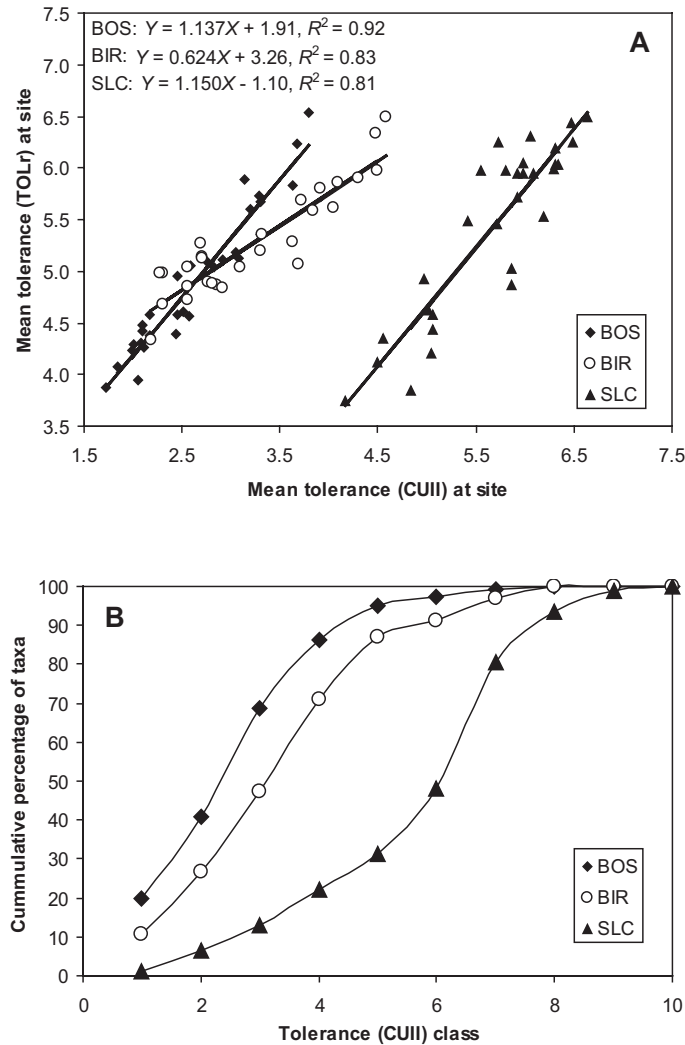 BOS: Y = 1.137X + 1.91, R² = 0.92
BIR: Y = 0.624X + 3.26, R² = 0.83
SLC: Y = 1.150X - 1.10, R² = 0.81
A
7.5
7.0
6.5
6.0
5.5
5.0
4.5
4.0
3.5
Mean tolerance (TOLr) at site
BOS
BIR
SLC
1.5 2.5 3.5 4.5 5.5 6.5 7.5
Mean tolerance (CUII) at site
B
100
90
80
70
60
50
40
30
20
10
0
Cummulative percentage of taxa
BOS
BIR
SLC
0 2 4 6 8 10
Tolerance (CUII) class